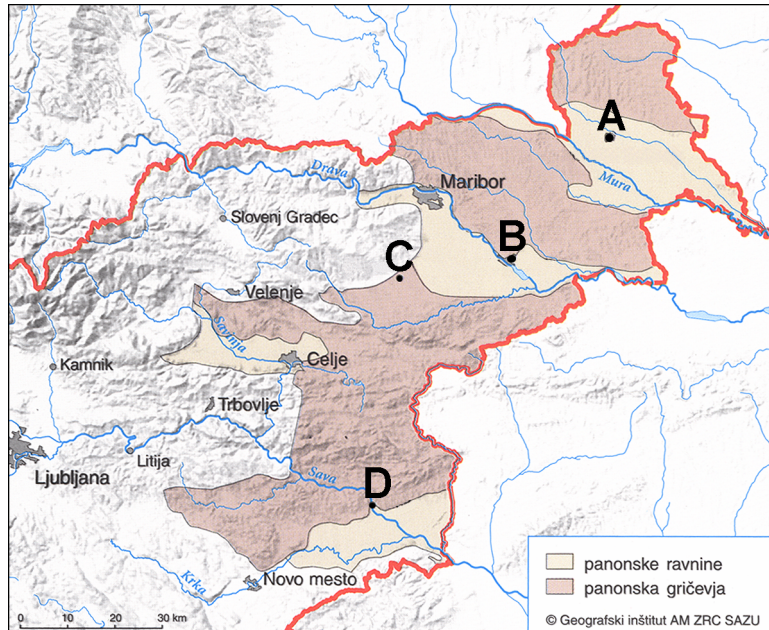 A
Mura
Drava
Maribor
Slovenj Gradec
B
C
Velenje
Savinja
Celje
Kamnik
Trbovlje
Ljubljana
Litija
Sava
D
Krka
Novo mesto
0 10 20 30 km
panonske ravnine
panonska gričevja
© Geografski inštitut AM ZRC SAZU